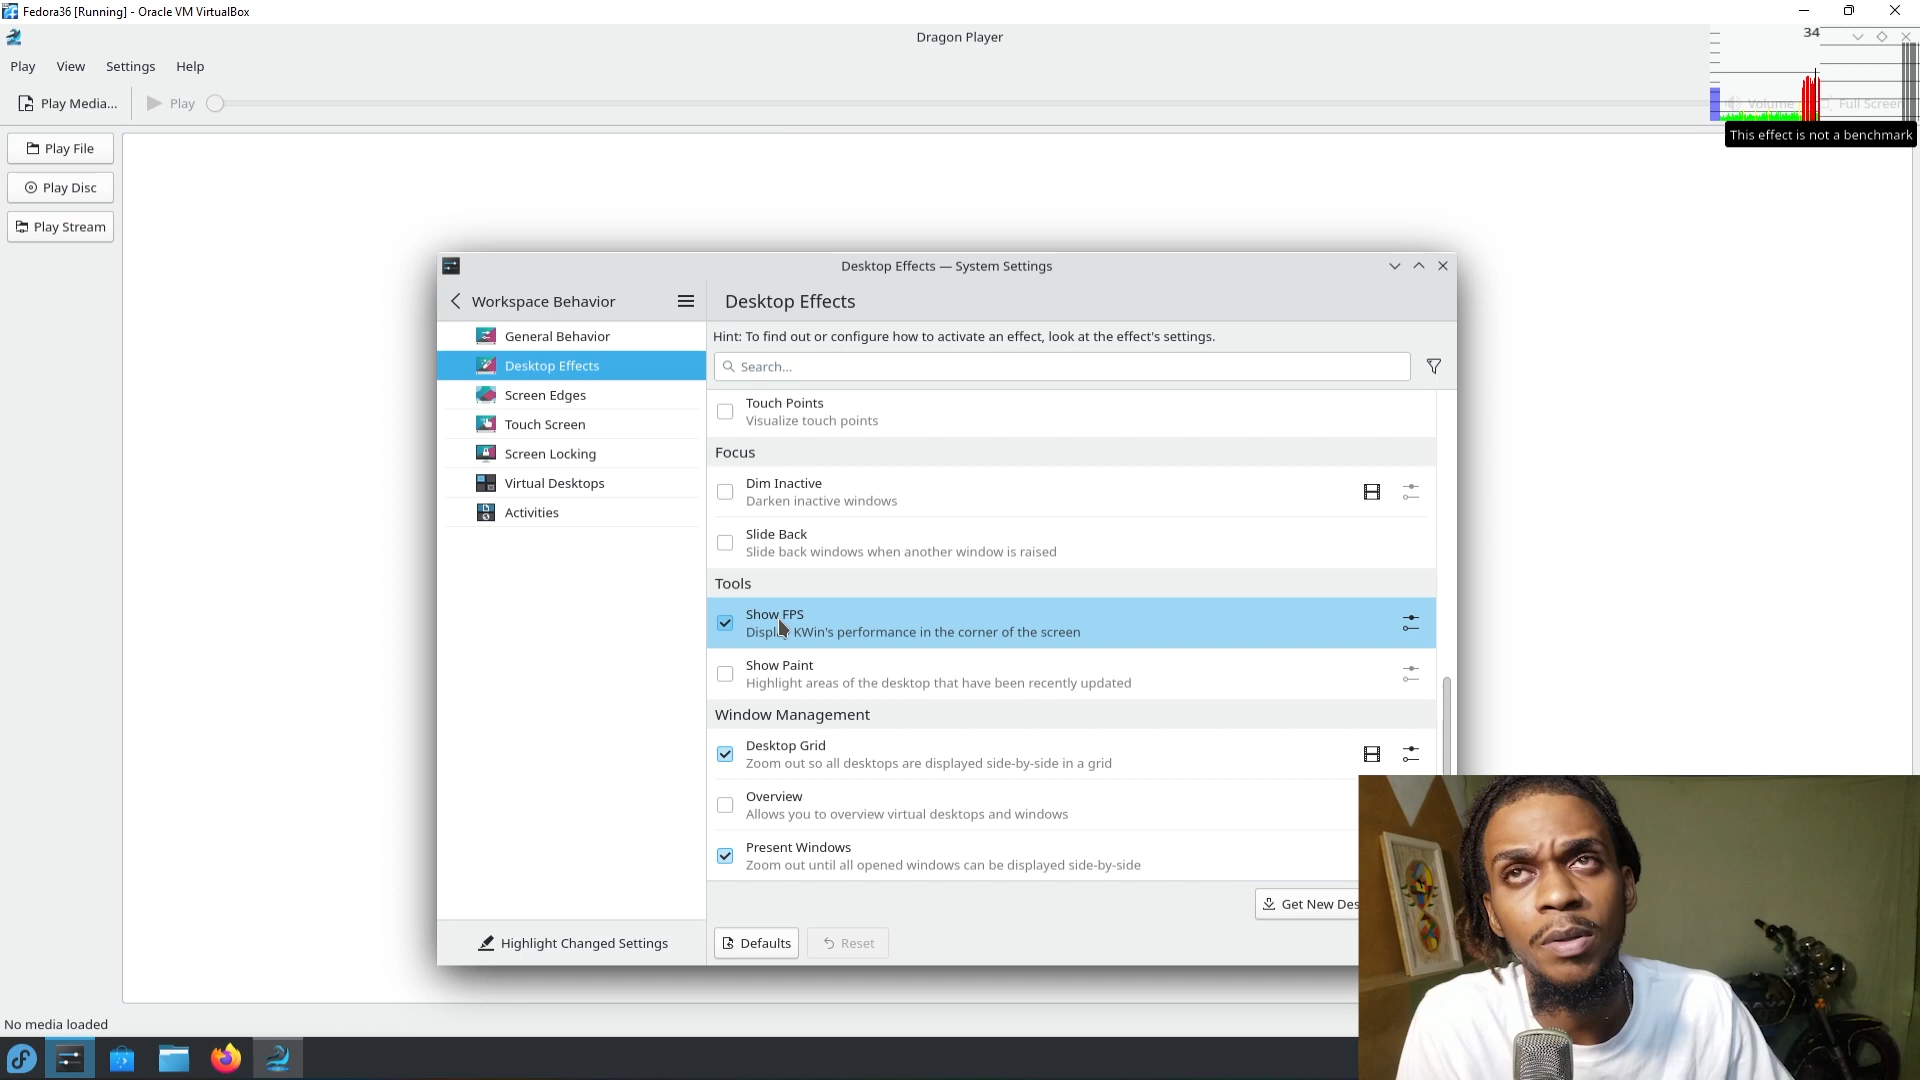 Fedora36 [Running] - Oracle VM VirtualBox
Dragon Player
34
Play View Settings Help
Play Media... Play Volume Full Screen
This effect is not a benchmark
Play File
Play Disc
Play Stream
Desktop Effects — System Settings
Workspace Behavior
Desktop Effects
General Behavior
Desktop Effects
Screen Edges
Touch Screen
Screen Locking
Virtual Desktops
Activities
Highlight Changed Settings
Hint: To find out or configure how to activate an effect, look at the effect's settings.
Search...
Touch Points
Visualize touch points
Focus
Dim Inactive
Darken inactive windows
Slide Back
Slide back windows when another window is raised
Tools
Show FPS
Displ KWin's performance in the corner of the screen
Show Paint
Highlight areas of the desktop that have been recently updated
Window Management
Desktop Grid
Zoom out so all desktops are displayed side-by-side in a grid
Overview
Allows you to overview virtual desktops and windows
Present Windows
Zoom out until all opened windows can be displayed side-by-side
Get New Des
Defaults Reset
No media loaded